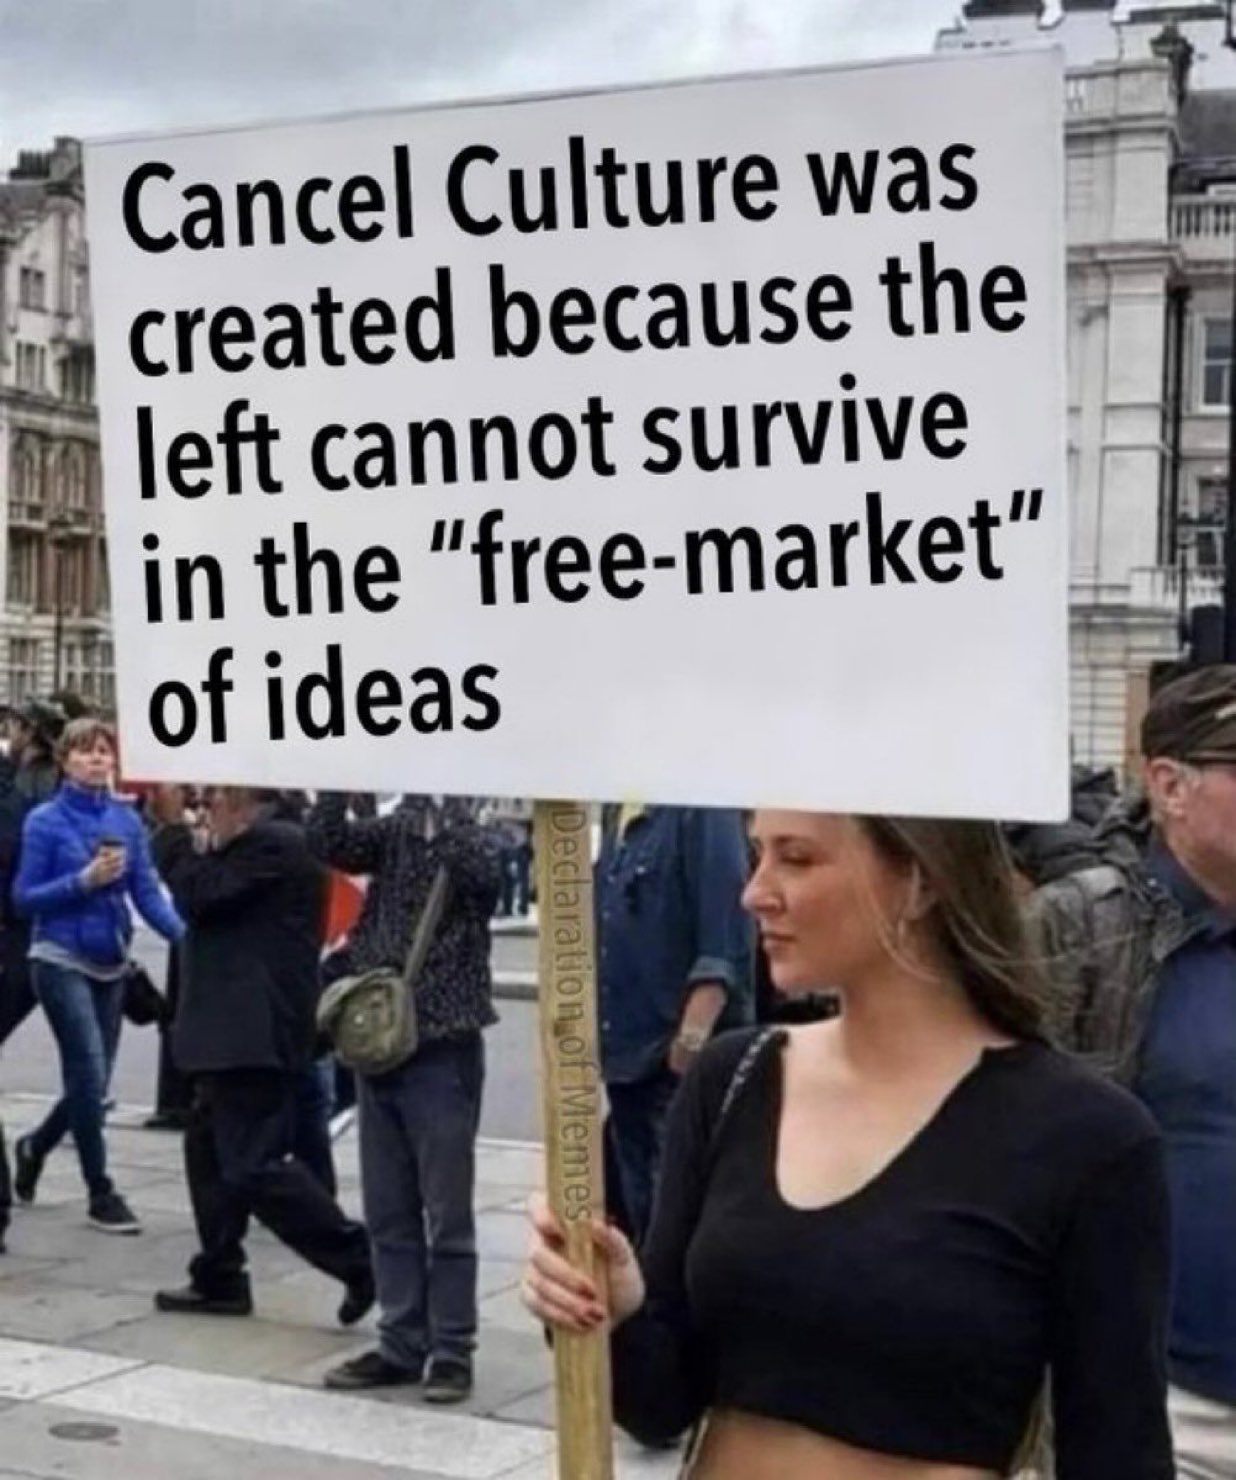 Cancel Culture was
created because the
left cannot survive
in the "free-market"
of ideas
Declaration of Memes